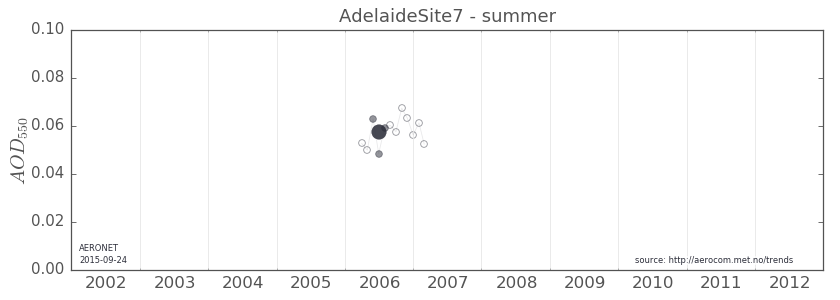 AdelaideSite7 - summer
0.10
0.08
0.06
0.04
0.02
0.00
AOD550
AERONET
2015-09-24
source: http://aerocom.met.no/trends
2002 2003 2004 2005 2006 2007 2008 2009 2010 2011 2012